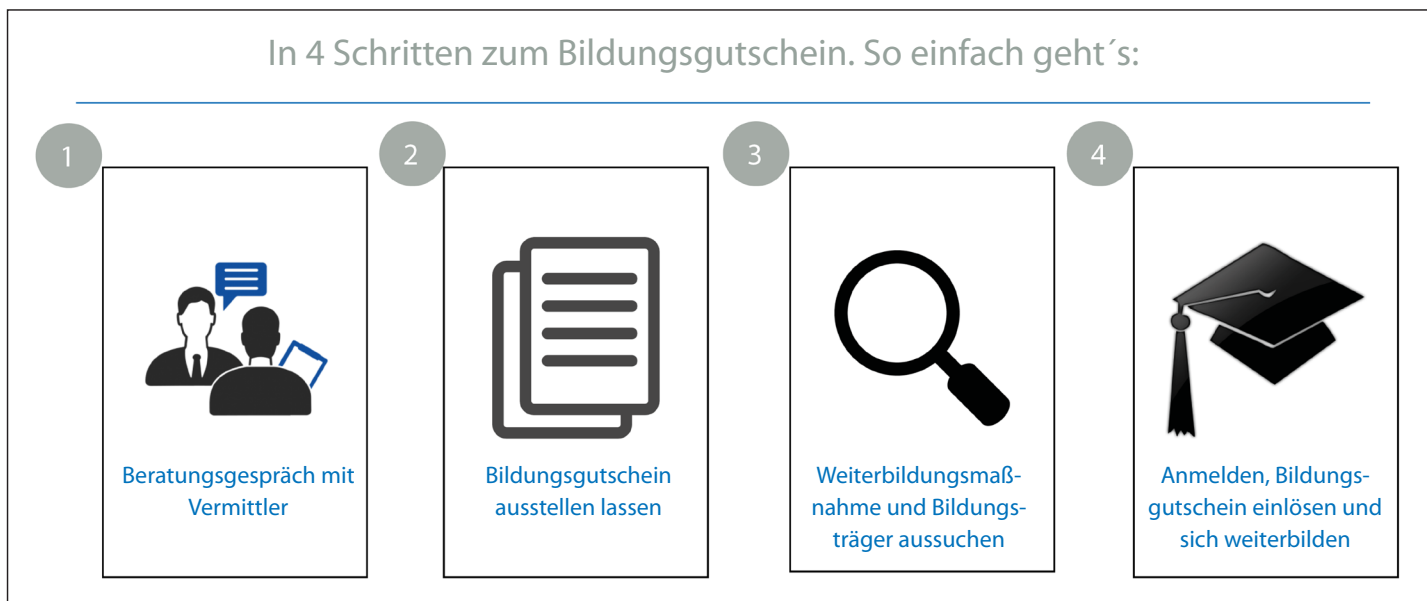 In 4 Schritten zum Bildungsgutschein. So einfach geht´s:
1
Beratungsgespräch mit
Vermittler
2
Bildungsgutschein
ausstellen lassen
3
Weiterbildungsmaß-
nahme und Bildungs-
träger aussuchen
4
Anmelden, Bildungs-
gutschein einlösen und
sich weiterbilden